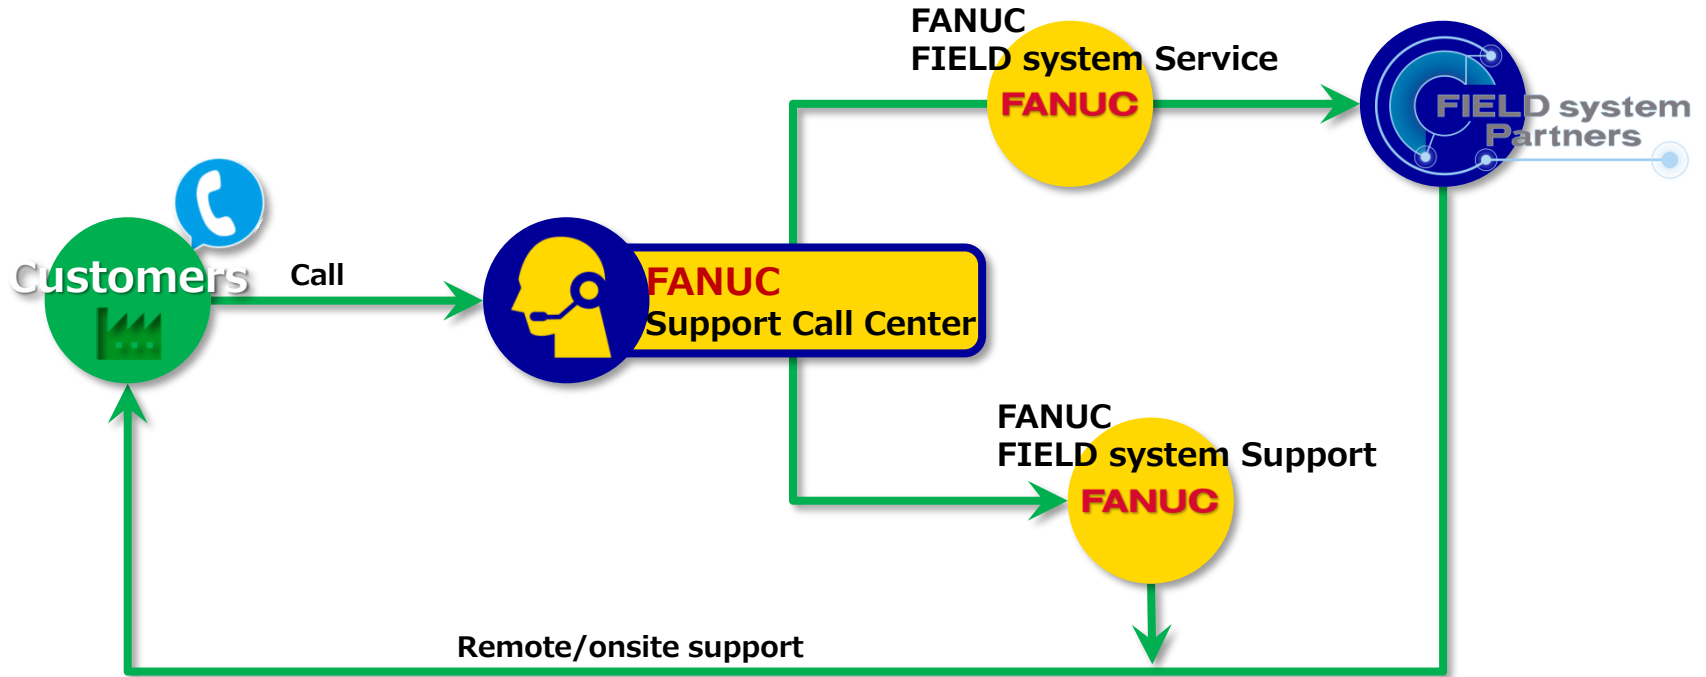 FANUC
FIELD system Service
FANUC
FIELD system
Partners
Customers
Call
FANUC
Support Call Center
FANUC
FIELD system Support
FANUC
Remote/onsite support